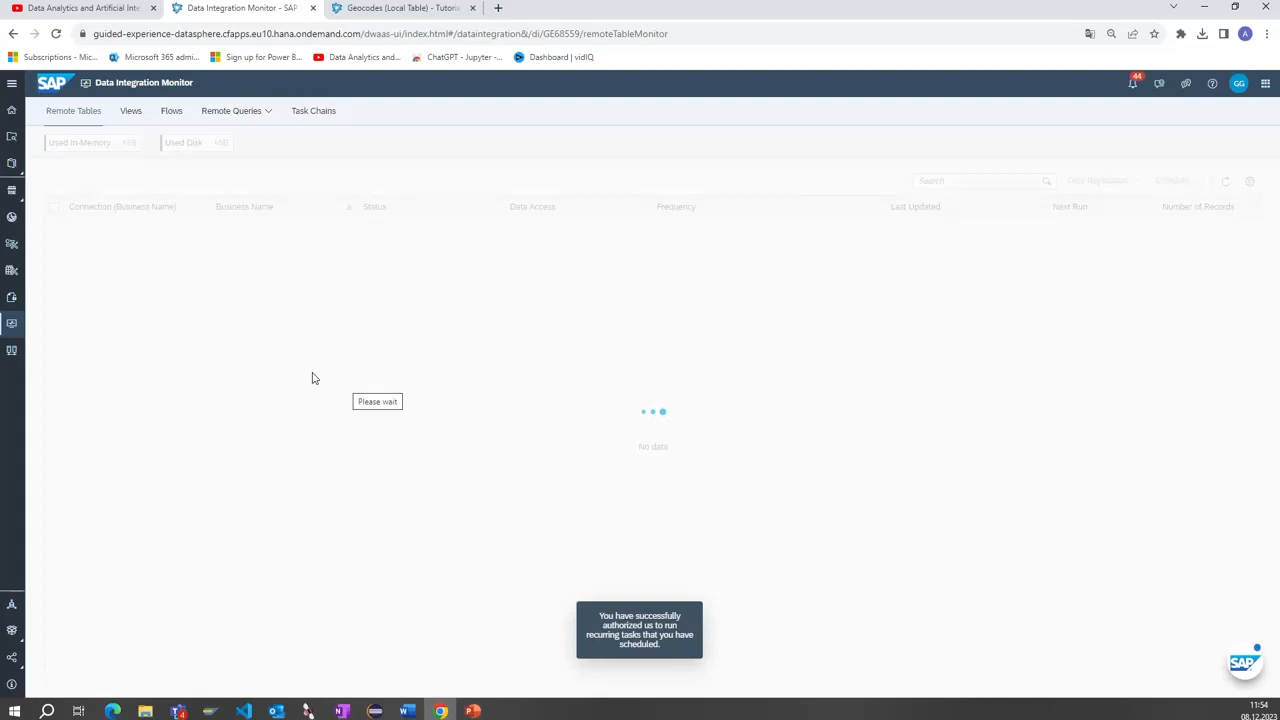 Data Analytics and Artificial Inte
Data Integration Monitor - SAP
Geocodes (Local Table) - Tutoria
guided-experience-datasphere.cfapps.eu10.hana.ondemand.com/dwaas-ui/index.html#/dataintegration&/di/GE68559/remoteTableMonitor
A
Subscriptions - Mic...
Microsoft 365 admi...
Sign up for Power B...
Data Analytics and...
ChatGPT - Jupyter -...
Dashboard | vidIQ
SAP
Data Integration Monitor
44
GG
Remote Tables
Views
Flows
Remote Queries
Task Chains
Used In-Memory MiB
Used Disk MiB
Search
Data Replication
Schedule
Connection (Business Name)
Business Name
Status
Data Access
Frequency
Last Updated
Next Run
Number of Records
Please wait
No data
You have successfully
authorized us to run
recurring tasks that you have
scheduled.
SAP
11:54
08.12.2023